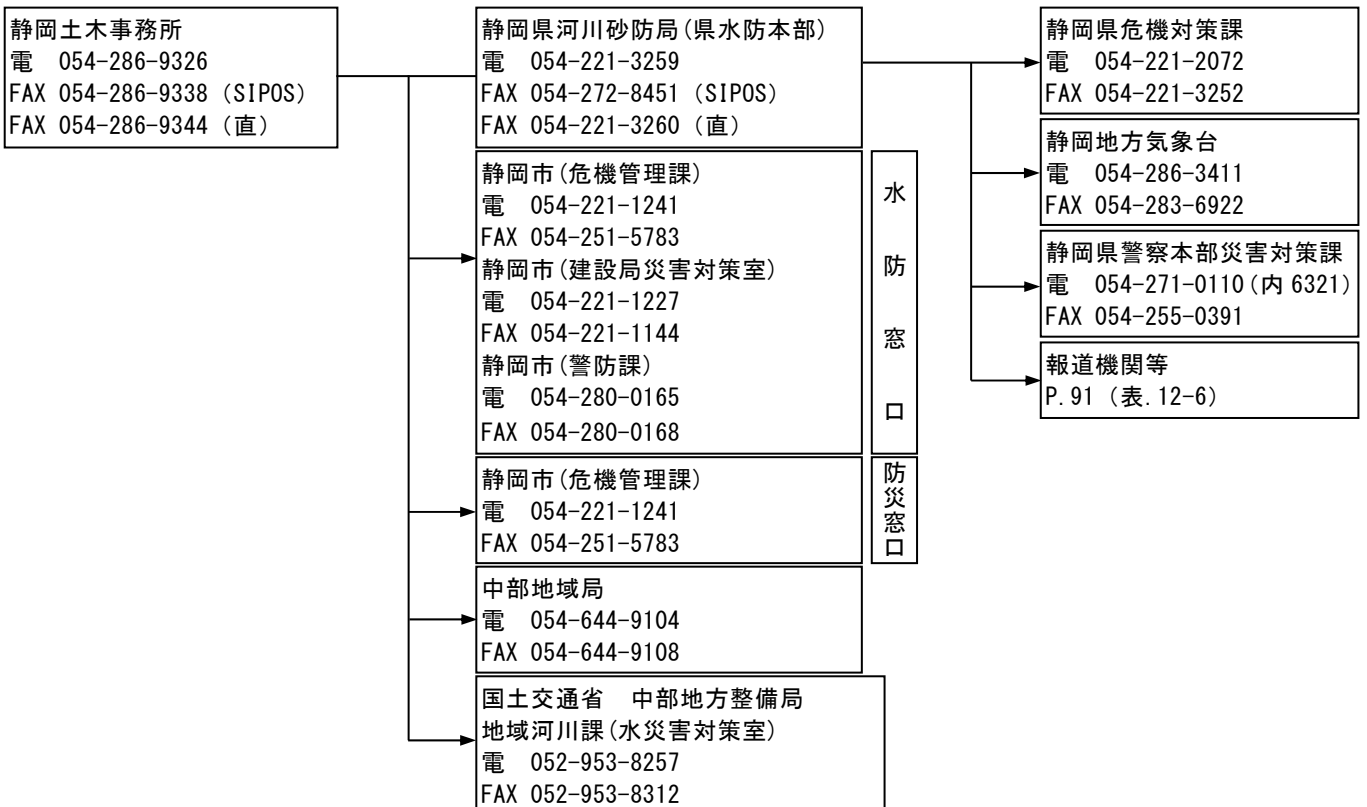 静岡土木事務所
電　054-286-9326
FAX 054-286-9338（SIPOS）
FAX 054-286-9344（直）
静岡県河川砂防局(県水防本部)
電　054-221-3259
FAX 054-272-8451（SIPOS）
FAX 054-221-3260（直）
静岡市(危機管理課)
電　054-221-1241
FAX 054-251-5783
静岡市(建設局災害対策室)
電　054-221-1227
FAX 054-221-1144
静岡市(警防課)
電　054-280-0165
FAX 054-280-0168
水防窓口
静岡市(危機管理課)
電　054-221-1241
FAX 054-251-5783
防災窓口
中部地域局
電　054-644-9104
FAX 054-644-9108
国土交通省　中部地方整備局
地域河川課(水災害対策室)
電　052-953-8257
FAX 052-953-8312
静岡県危機対策課
電　054-221-2072
FAX 054-221-3252
静岡地方気象台
電　054-286-3411
FAX 054-283-6922
静岡県警察本部災害対策課
電　054-271-0110(内 6321)
FAX 054-255-0391
報道機関等
P.91（表.12-6）